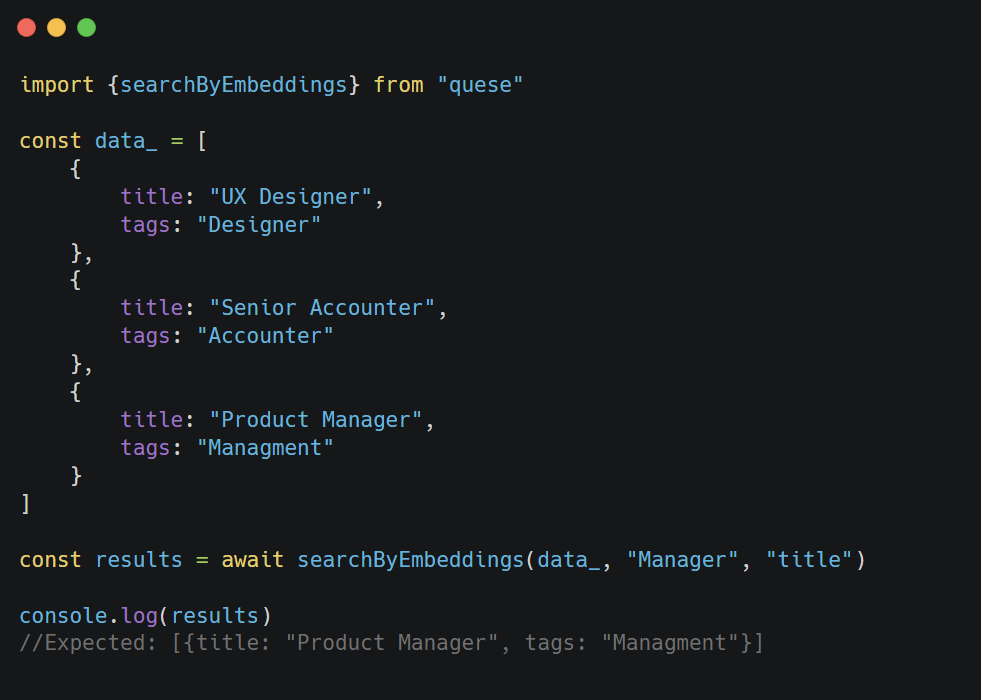 import {searchByEmbeddings} from "quese"
const data_ = [
{
title: "UX Designer",
tags: "Designer"
},
{
title: "Senior Accounter",
tags: "Accounter"
},
{
title: "Product Manager",
tags: "Managment"
}
]
const results = await searchByEmbeddings(data_, "Manager", "title")
console.log(results)
//Expected: [{title: "Product Manager", tags: "Managment"}]